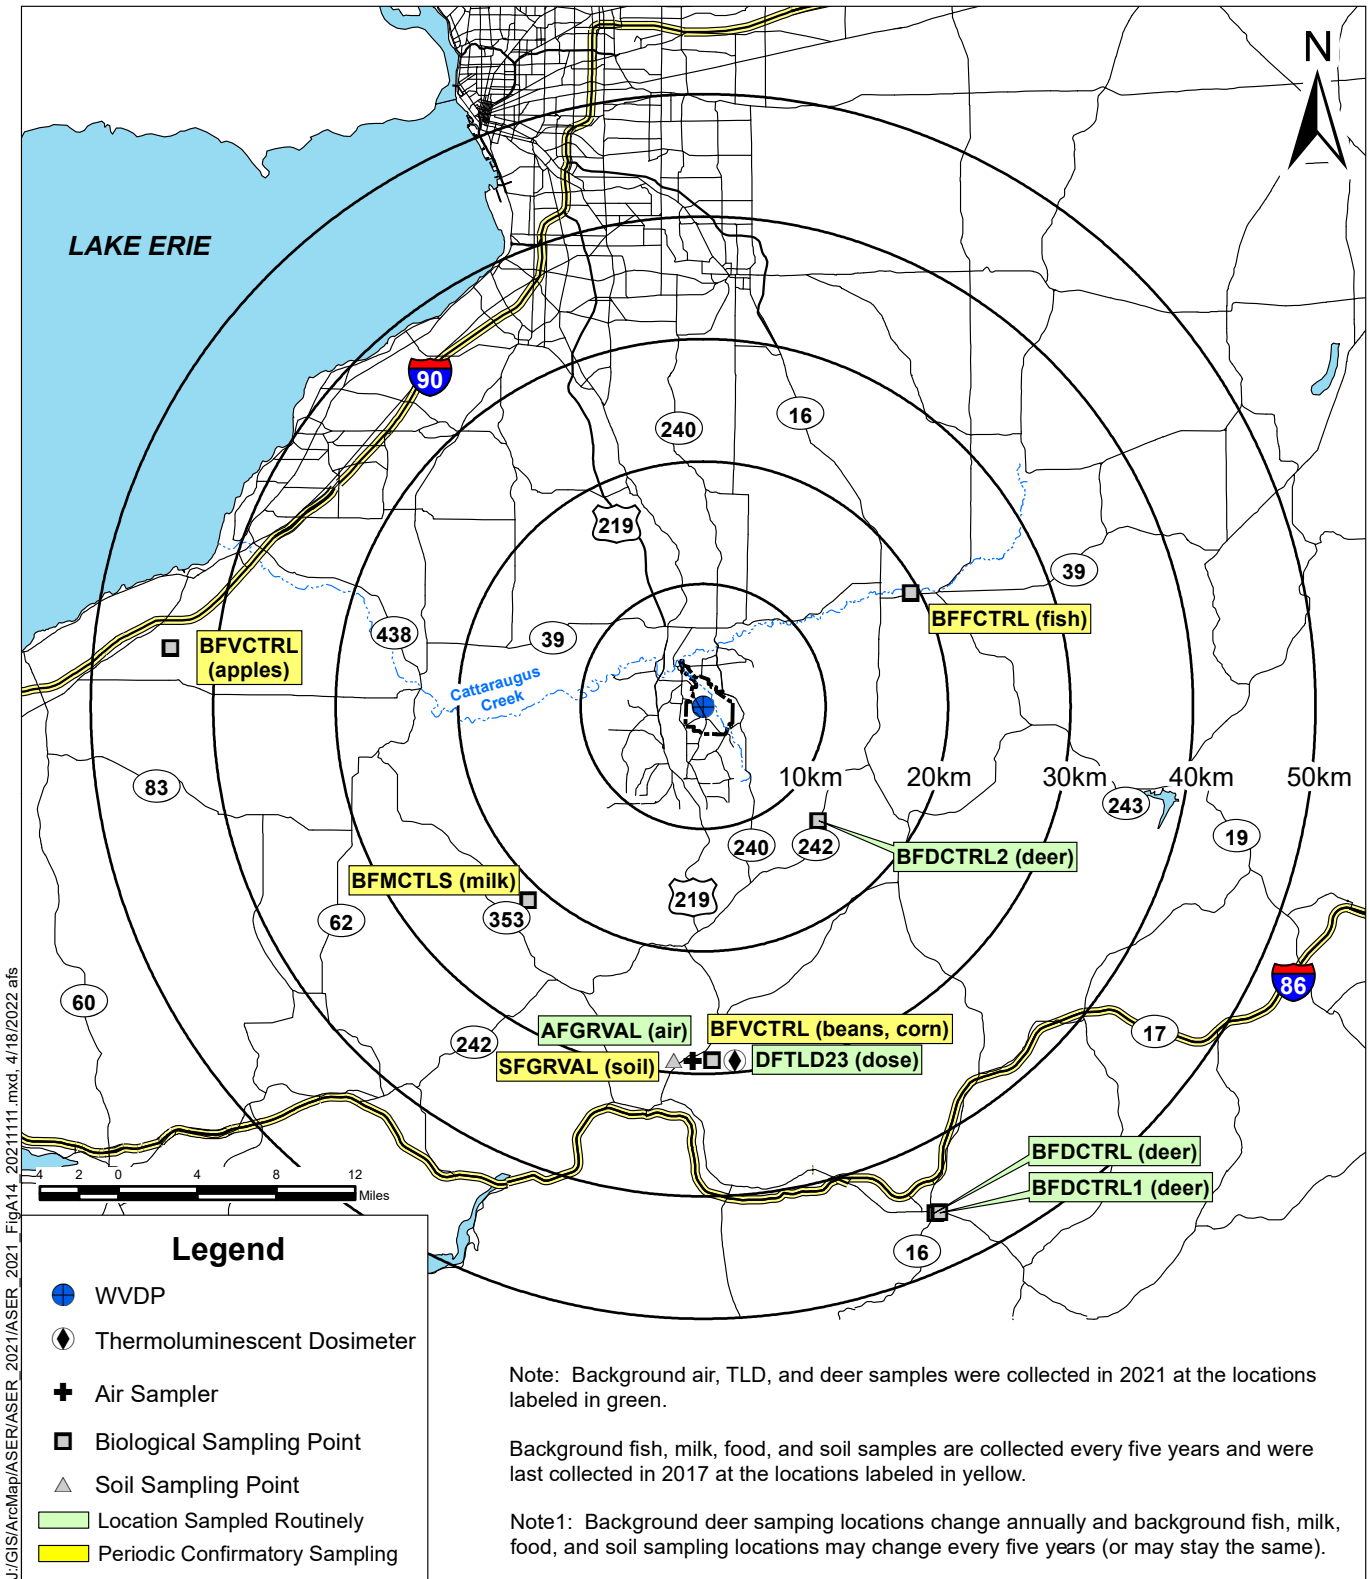 N
LAKE ERIE
90
240
16
219
39
BFFCTRL (fish)
438
39
BFVCTRL
(apples)
Cattaraugus
Creek
10km
20km
30km
40km
50km
83
243
19
240
242
BFDCTRL2 (deer)
BFMCTLS (milk)
219
62
353
86
60
17
AFGRVAL (air)
BFVCTRL (beans, corn)
242
SFGRVAL (soil)
DFTLD23 (dose)
BFDCTRL (deer)
BFDCTRL1 (deer)
16
4 2 0 4 8 12
Miles
Legend
WVDP
Thermoluminescent Dosimeter
Air Sampler
Biological Sampling Point
Soil Sampling Point
Location Sampled Routinely
Periodic Confirmatory Sampling
Note: Background air, TLD, and deer samples were collected in 2021 at the locations
labeled in green.
Background fish, milk, food, and soil samples are collected every five years and were
last collected in 2017 at the locations labeled in yellow.
Note1: Background deer samping locations change annually and background fish, milk,
food, and soil sampling locations may change every five years (or may stay the same).
J:/GIS/ArcMap/ASER/ASER_2021/ASER_2021_FigA14_20211111.mxd, 4/18/2022 afs